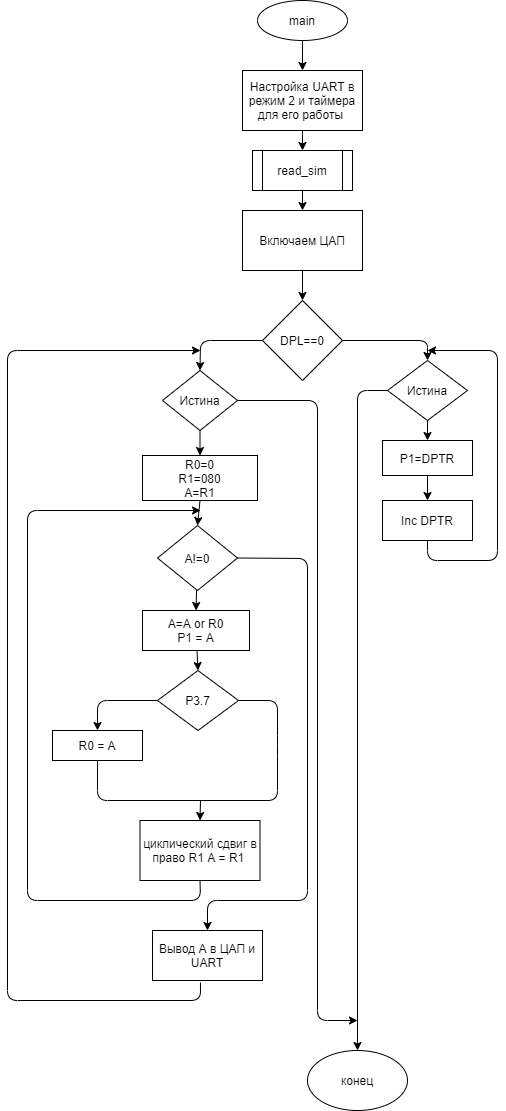 main
Настройка UART в
режим 2 и таймера
для его работы
read_sim
Включаем ЦАП
DPL==0
Истина
Истина
R0=0
R1=080
A=R1
P1=DPTR
Inc DPTR
A!=0
A=A or R0
P1 = A
P3.7
R0 = A
циклический сдвиг в
право R1 A = R1
Вывод А в ЦАП и
UART
конец